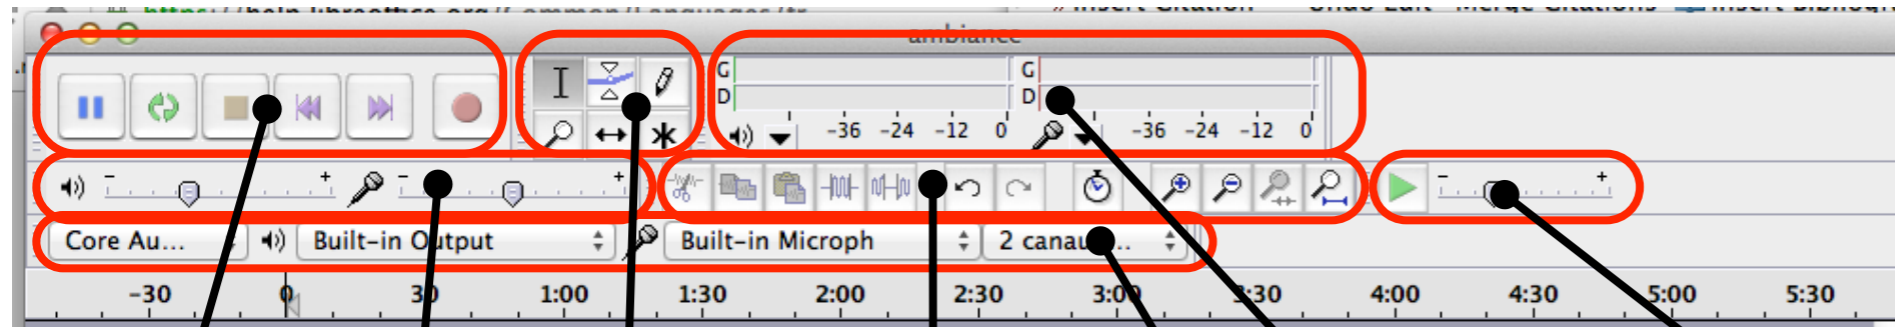 ambiance
G G
D D
-36 -24 -12 0 -36 -24 -12 0
- + - + - +
Core Au... Built-in Output Built-in Microph 2 canau...
-30 0 30 1:00 1:30 2:00 2:30 3:00 3:30 4:00 4:30 5:00 5:30